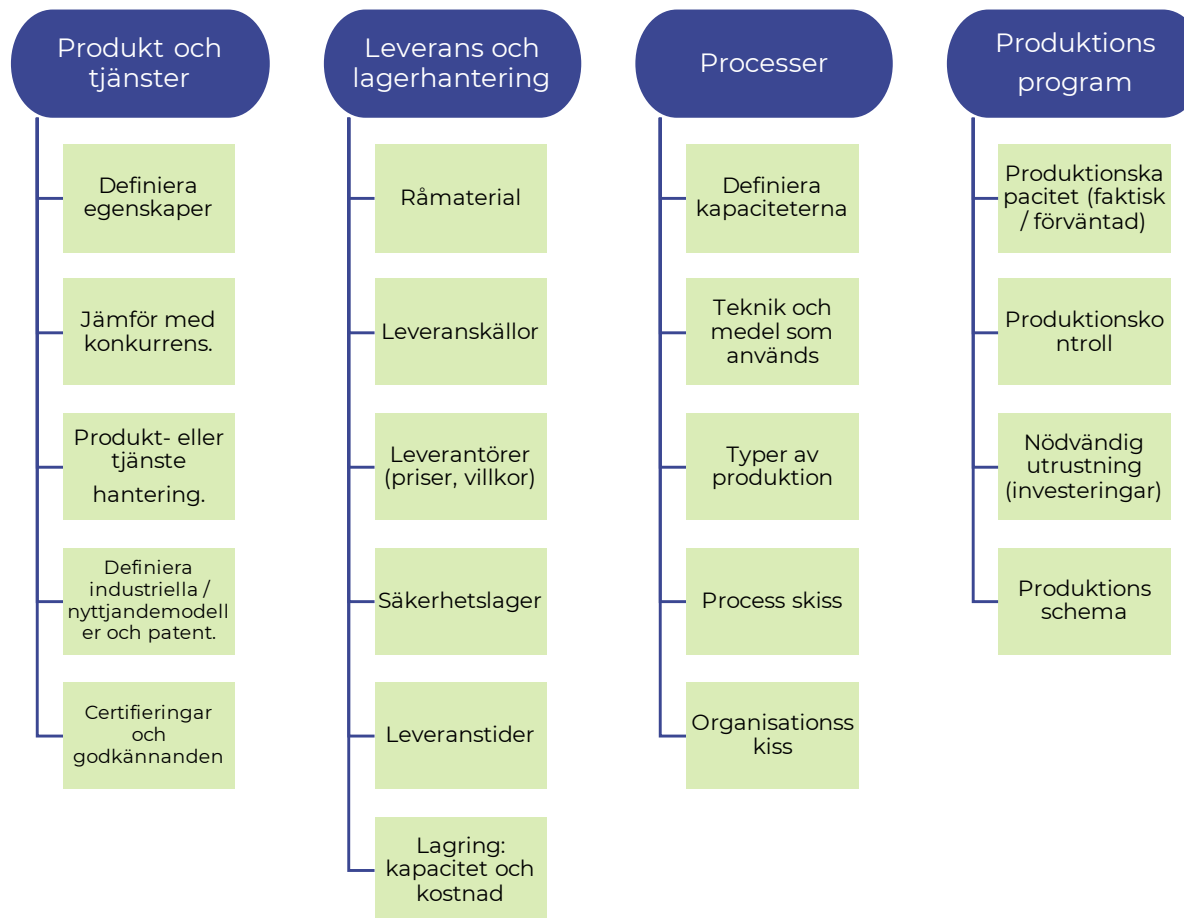 Produkt och
tjänster
Definiera
egenskaper
Jämför med
konkurrens.
Produkt- eller
tjänste
hantering.
Definiera
industriella /
nyttjandemodell
er och patent.
Certifieringar
och
godkännanden
Leverans och
lagerhantering
Råmaterial
Leveranskällor
Leverantörer
(priser, villkor)
Säkerhetslager
Leveranstider
Lagring:
kapacitet och
kostnad
Processer
Definiera
kapaciteterna
Teknik och
medel som
används
Typer av
produktion
Process skiss
Organisationss
kiss
Produktions
program
Produktionska
pacitet (faktisk
/ förväntad)
Produktionsko
ntroll
Nödvändig
utrustning
(investeringar)
Produktions
schema